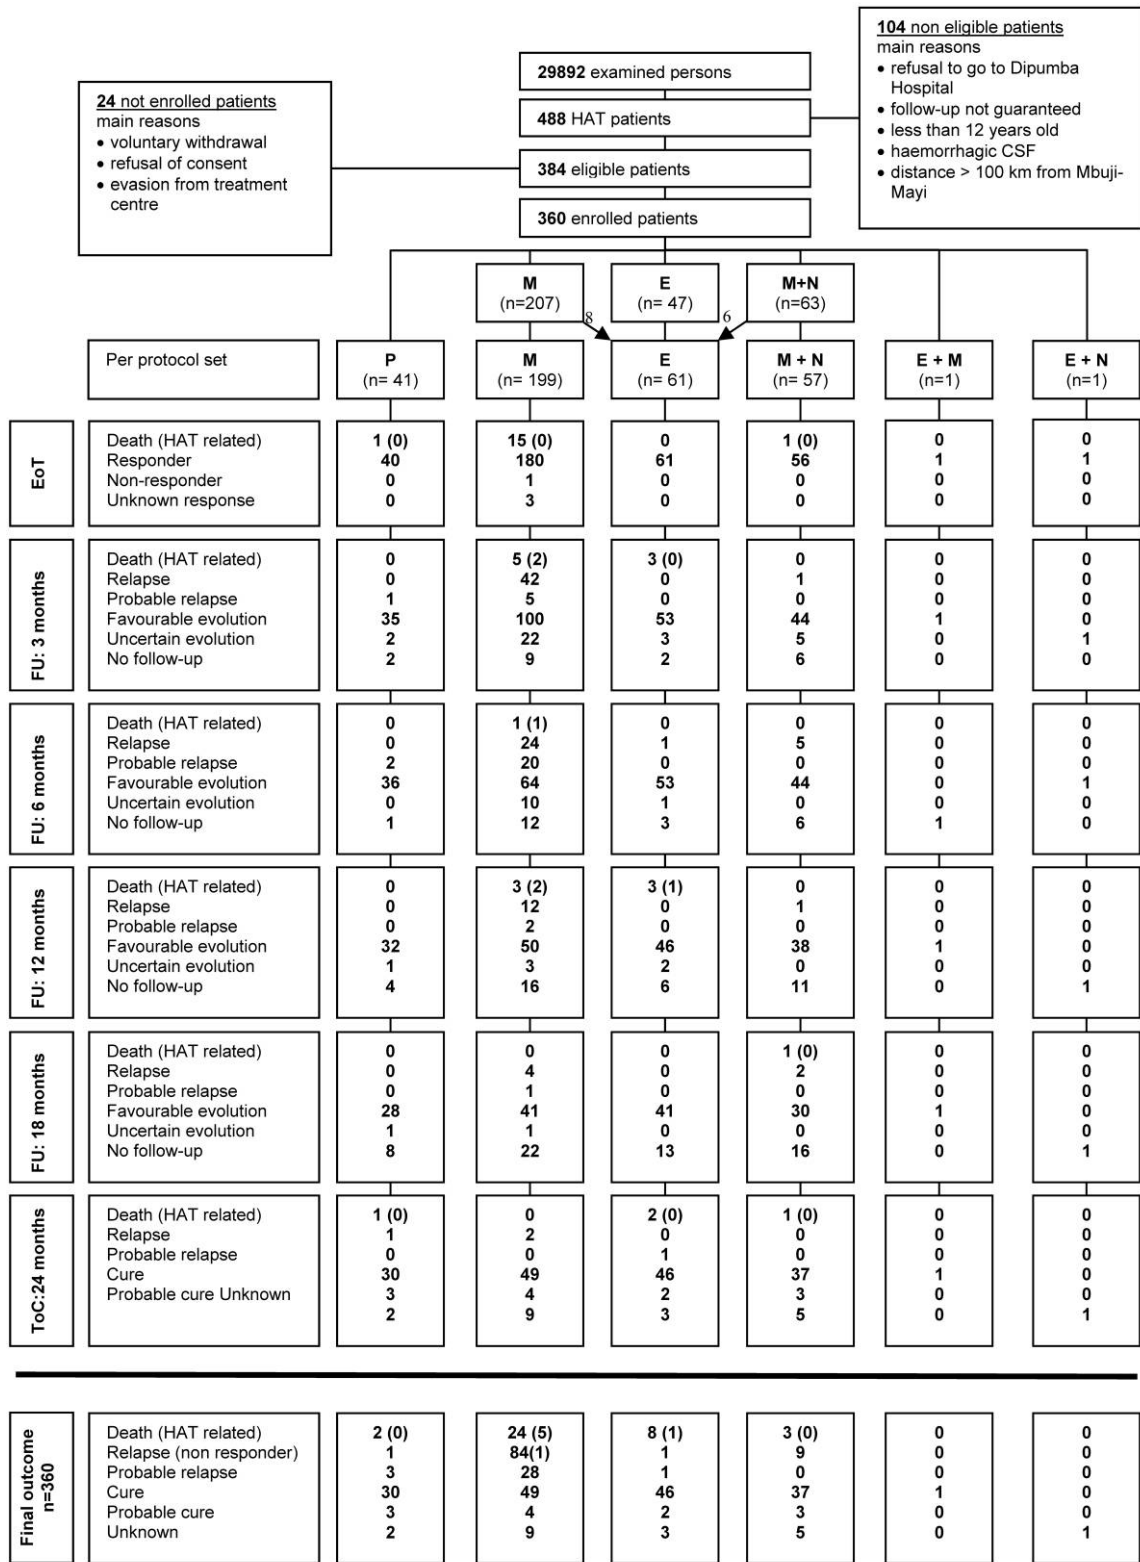 104 non eligible patients
main reasons
• refusal to go to Dipumba
Hospital
• follow-up not guaranteed
• less than 12 years old
• haemorrhagic CSF
• distance > 100 km from Mbuji-
Mayi
29892 examined persons
24 not enrolled patients
main reasons
• voluntary withdrawal
• refusal of consent
• evasion from treatment
centre
488 HAT patients
384 eligible patients
360 enrolled patients
M
(n=207)
E
(n= 47)
M+N
(n=63)
8
6
Per protocol set
P
(n= 41)
M
(n= 199)
E
(n= 61)
M + N
(n= 57)
E + M
(n=1)
E + N
(n=1)
EoT
Death (HAT related) 1 (0) 15 (0) 0 1 (0) 0 0
Responder 40 180 61 56 1 1
Non-responder 0 1 0 0 0 0
Unknown response 0 3 0 0 0 0
FU: 3 months
Death (HAT related) 0 5 (2) 3 (0) 0 0 0
Relapse 0 42 0 1 0 0
Probable relapse 1 5 0 0 0 0
Favourable evolution 35 100 53 44 1 0
Uncertain evolution 2 22 3 5 0 1
No follow-up 2 9 2 6 0 0
FU: 6 months
Death (HAT related) 0 1 (1) 0 0 0 0
Relapse 0 24 1 5 0 0
Probable relapse 2 20 0 0 0 0
Favourable evolution 36 64 53 44 0 1
Uncertain evolution 0 10 1 0 0 0
No follow-up 1 12 3 6 1 0
FU: 12 months
Death (HAT related) 0 3 (2) 3 (1) 0 0 0
Relapse 0 12 0 1 0 0
Probable relapse 0 2 0 0 0 0
Favourable evolution 32 50 46 38 1 0
Uncertain evolution 1 3 2 0 0 0
No follow-up 4 16 6 11 0 1
FU: 18 months
Death (HAT related) 0 0 0 1 (0) 0 0
Relapse 0 4 0 2 0 0
Probable relapse 0 1 0 0 0 0
Favourable evolution 28 41 41 30 1 0
Uncertain evolution 1 1 0 0 0 0
No follow-up 8 22 13 16 0 1
ToC:24 months
Death (HAT related) 1 (0) 0 2 (0) 1 (0) 0 0
Relapse 1 2 0 0 0 0
Probable relapse 0 0 1 0 0 0
Cure 30 49 46 37 1 0
Probable cure Unknown 3 4 2 3 0 0
2 9 3 5 0 1
Final outcome
n=360
Death (HAT related) 2 (0) 24 (5) 8 (1) 3 (0) 0 0
Relapse (non responder) 1 84(1) 1 9 0 0
Probable relapse 3 28 1 0 0 0
Cure 30 49 46 37 1 0
Probable cure 3 4 2 3 0 0
Unknown 2 9 3 5 0 1